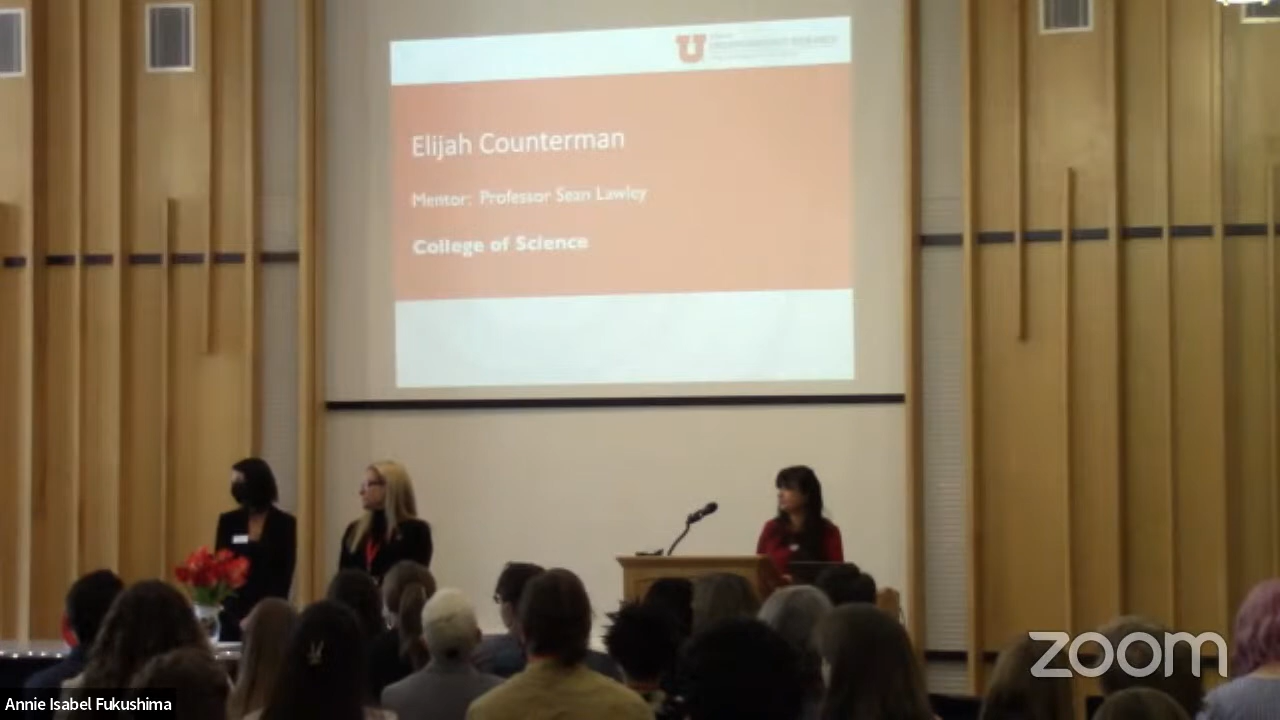 U
Elijah Counterman
Mentor: Professor Sean Lawley
College of Science
zoom
Annie Isabel Fukushima